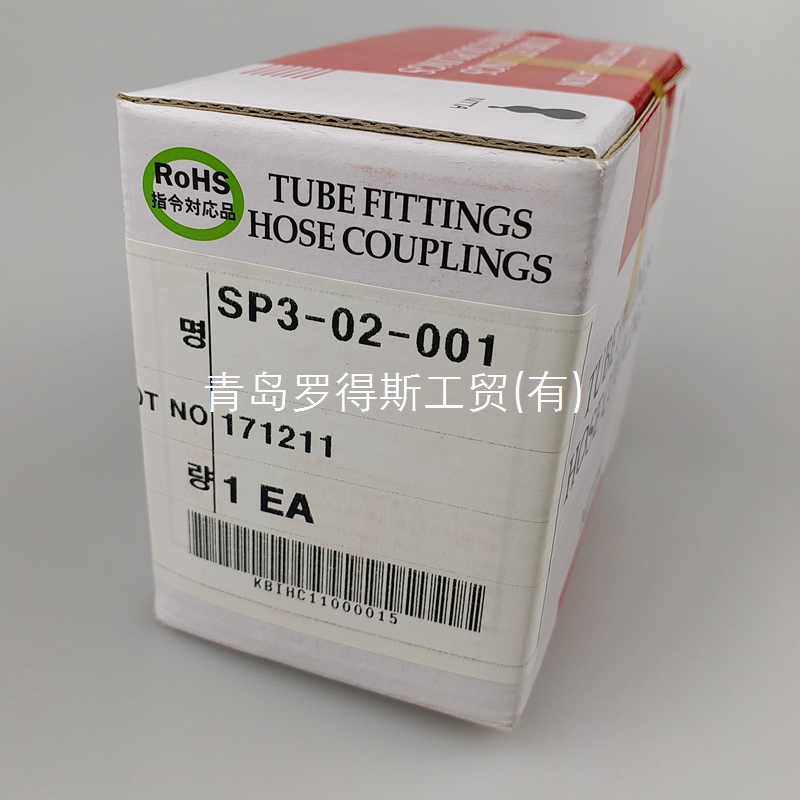 NITTA
RoHS
指令対応品
TUBE FITTINGS
HOSE COUPLINGS
명
SP3-02-001
青岛罗得斯工贸(有)
OT NO
171211
량
1 EA
KBIHC11000015